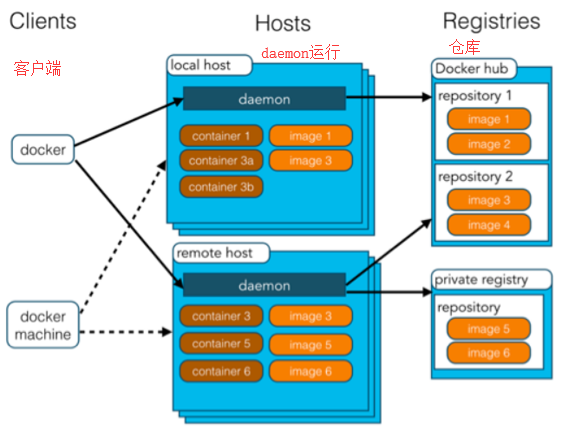 Clients
Hosts
Registries
客户端
daemon运行
仓库
docker
docker
machine
local host
daemon
container 1
image 1
container 3a
image 3
container 3b
remote host
daemon
container 3
image 3
container 5
image 5
container 6
image 6
Docker hub
repository 1
image 1
image 2
repository 2
image 3
image 4
private registry
repository
image 5
image 6